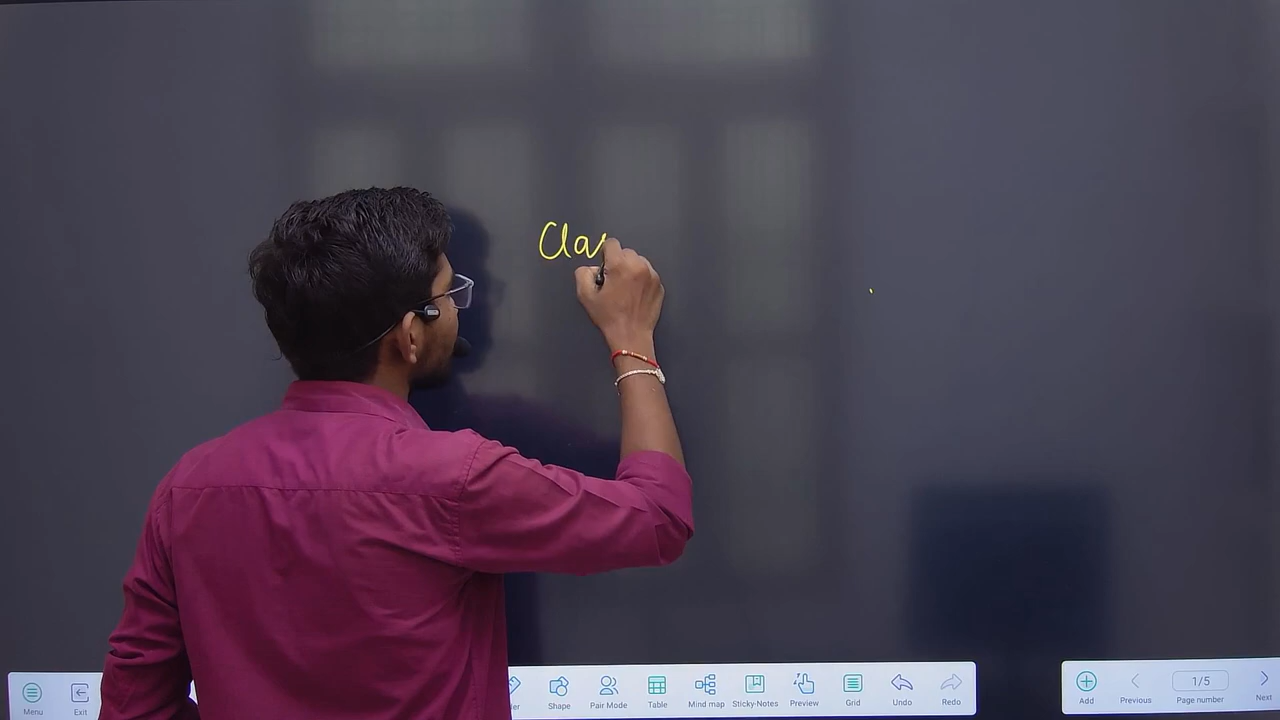 Clas
Menu
Exit
Shape
Pair Mode
Table
Mind map
Sticky-Notes
Preview
Grid
Undo
Redo
Add
Previous
1/5
Page number
Next